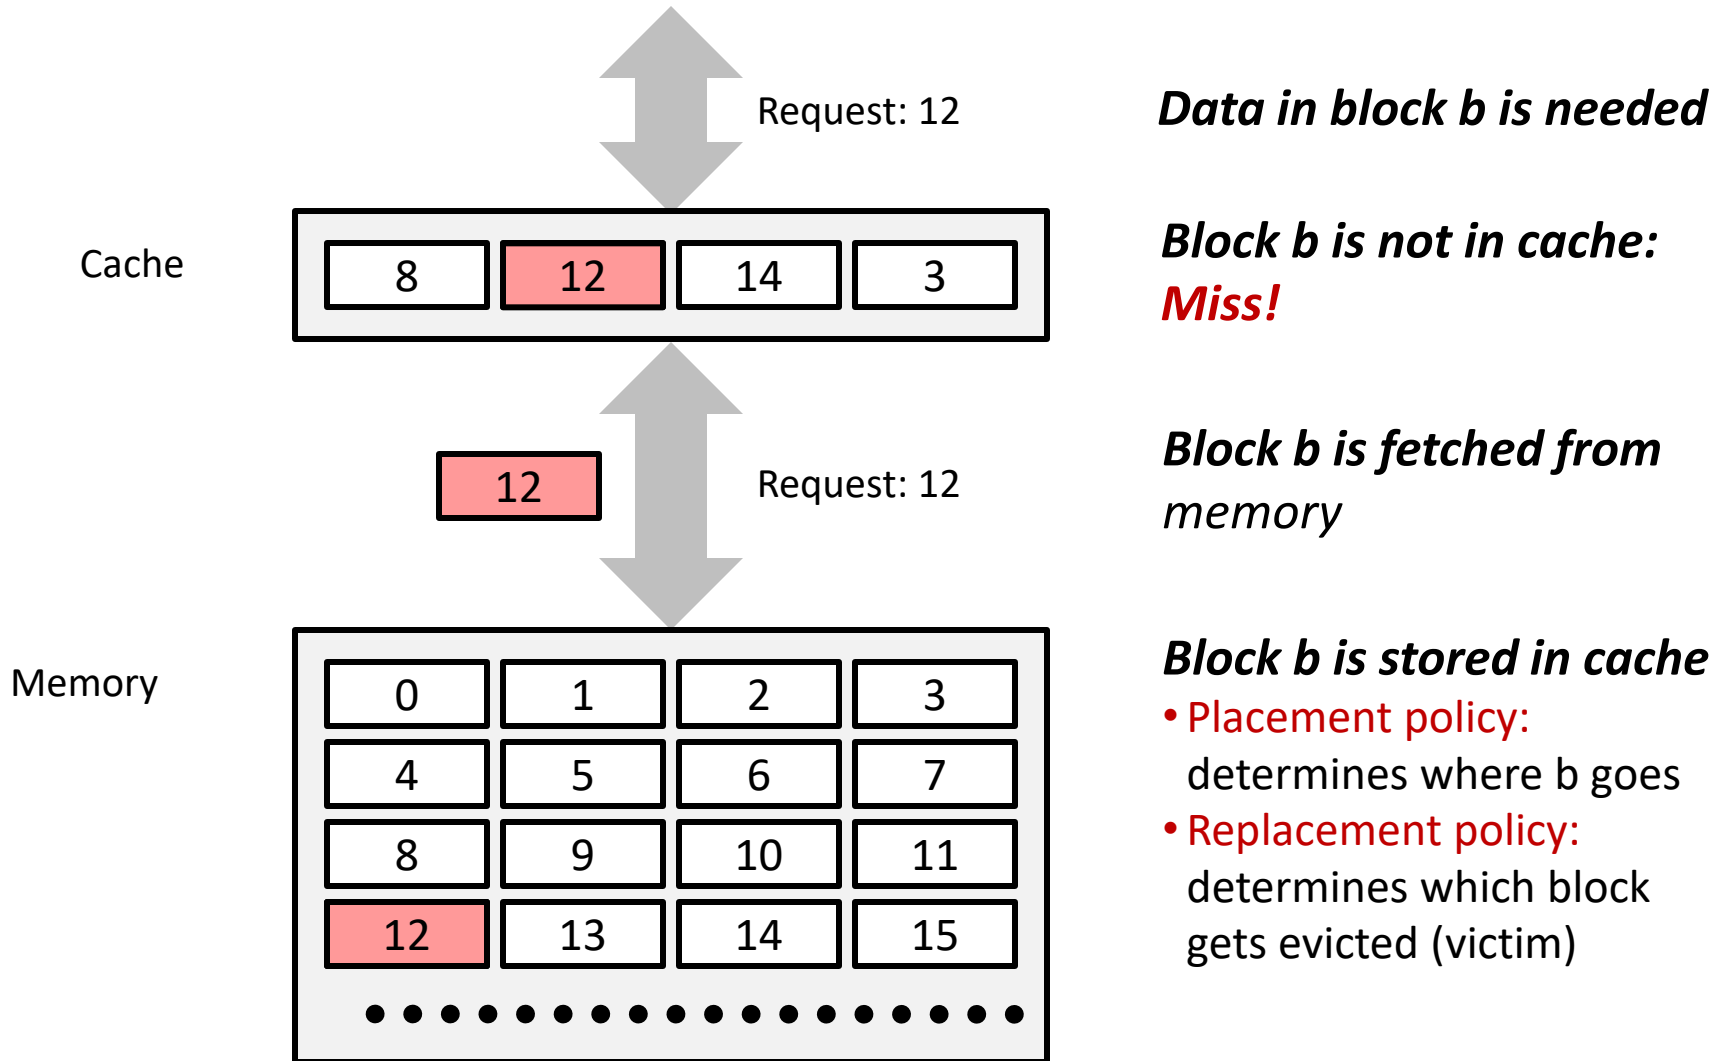 Request: 12
Data in block b is needed
Cache
8 12 14 3
Block b is not in cache:
Miss!
12
Request: 12
Block b is fetched from
memory
Memory
0 1 2 3
4 5 6 7
8 9 10 11
12 13 14 15
Block b is stored in cache
• Placement policy:
determines where b goes
• Replacement policy:
determines which block
gets evicted (victim)